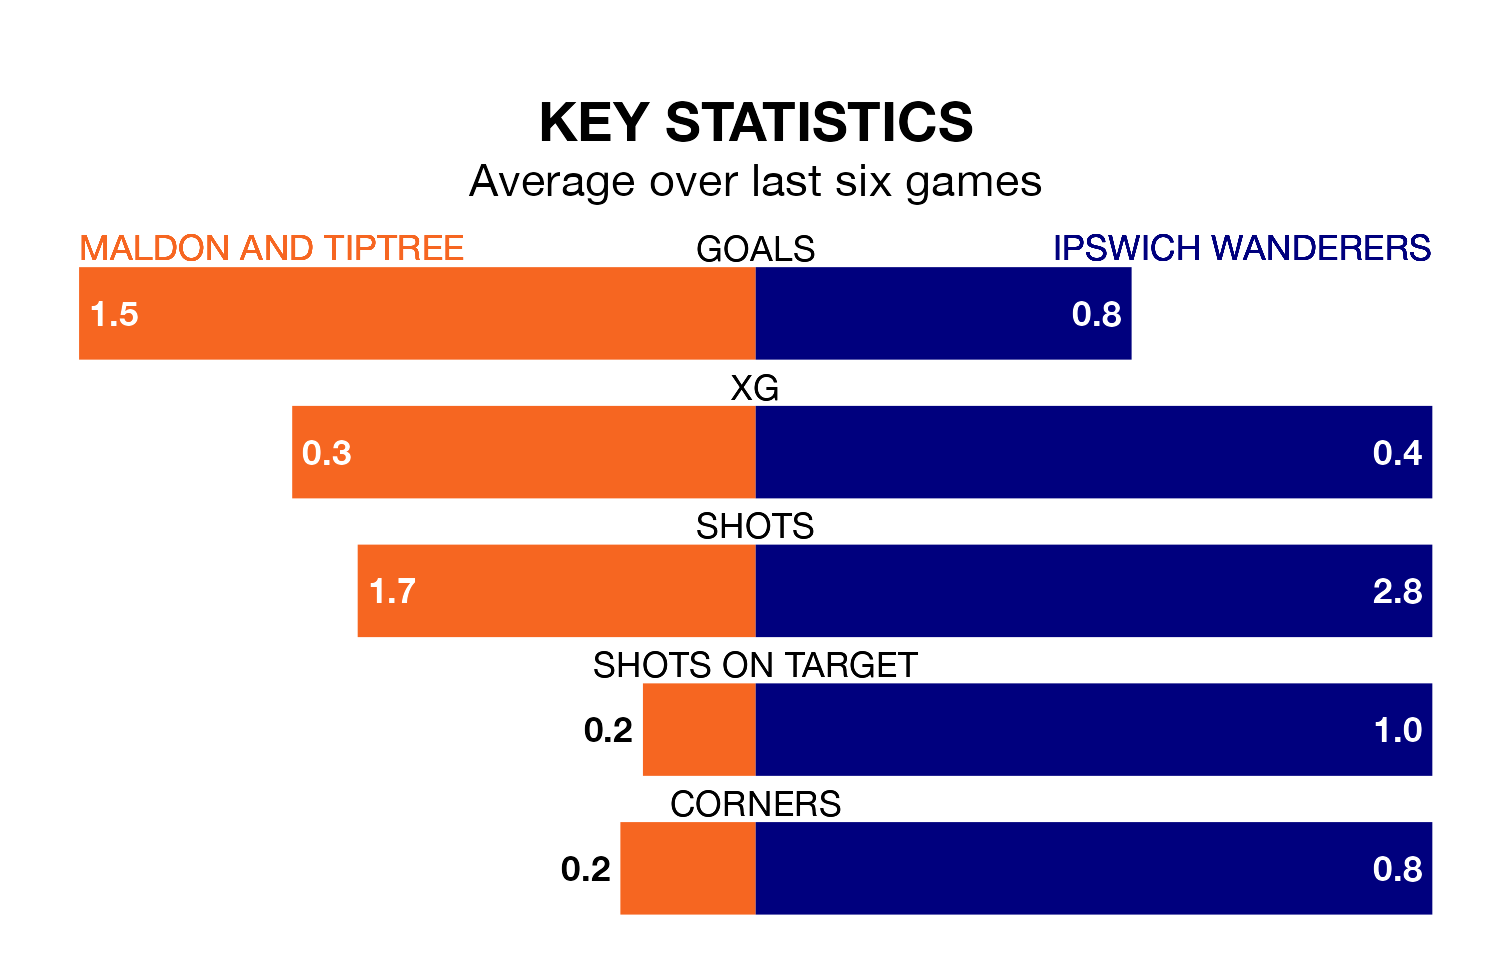 KEY STATISTICS
Average over last six games
MALDON AND TIPTREE GOALS IPSWICH WANDERERS
1.5 0.8
XG
0.3 0.4
SHOTS
1.7 2.8
SHOTS ON TARGET
0.2 1.0
CORNERS
0.2 0.8